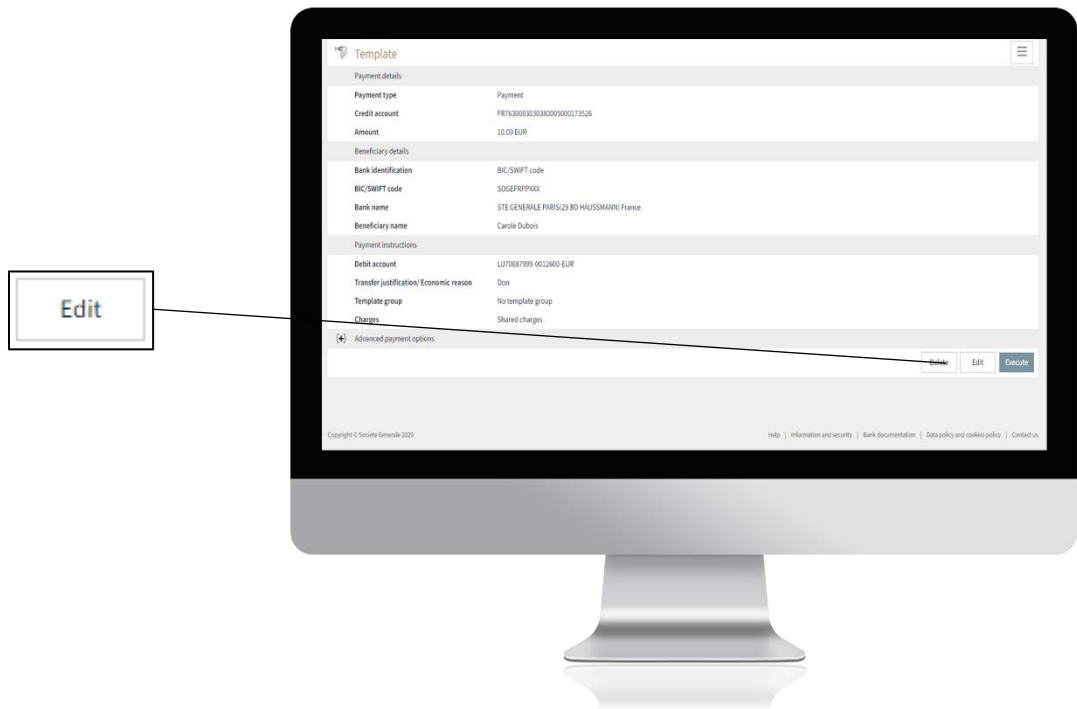 Template
Payment details
Payment type Payment
Credit account FR7630003030380005000173526
Amount 10.00 EUR
Beneficiary details
Bank identification BIC/SWIFT code
BIC/SWIFT code SOGEFRPPXXX
Bank name STE GENERALE PARIS(29 BD HAUSSMANN) France
Beneficiary name Carole Dubois
Payment instructions
Debit account LU70087999-0012600-EUR
Transfer justification/ Economic reason Don
Template group No template group
Edit
Charges Shared charges
[+] Advanced payment options
Delete Edit Execute
Copyright © Societe Generale 2020 Help | Information and security | Bank documentation | Data policy and cookies policy | Contact us